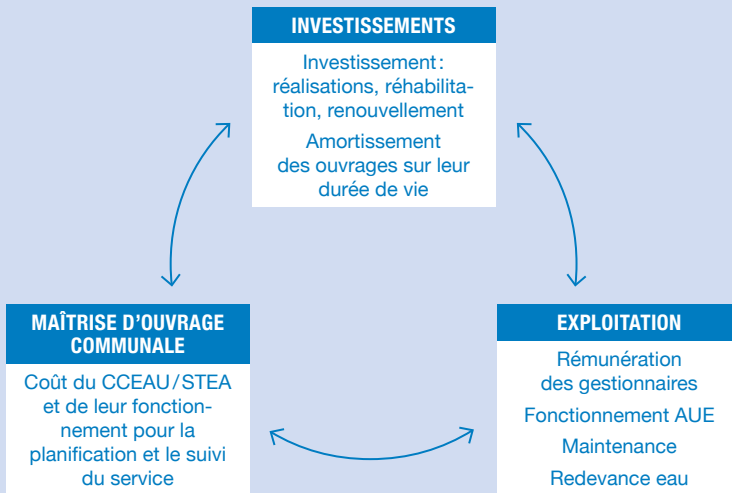 INVESTISSEMENTS
Investissement :
réalisations, réhabilita-
tion, renouvellement
Amortissement
des ouvrages sur leur
durée de vie
MAÎTRISE D’OUVRAGE
COMMUNALE
Coût du CCEAU / STEA
et de leur fonction-
nement pour la
planification et le suivi
du service
EXPLOITATION
Rémunération
des gestionnaires
Fonctionnement AUE
Maintenance
Redevance eau